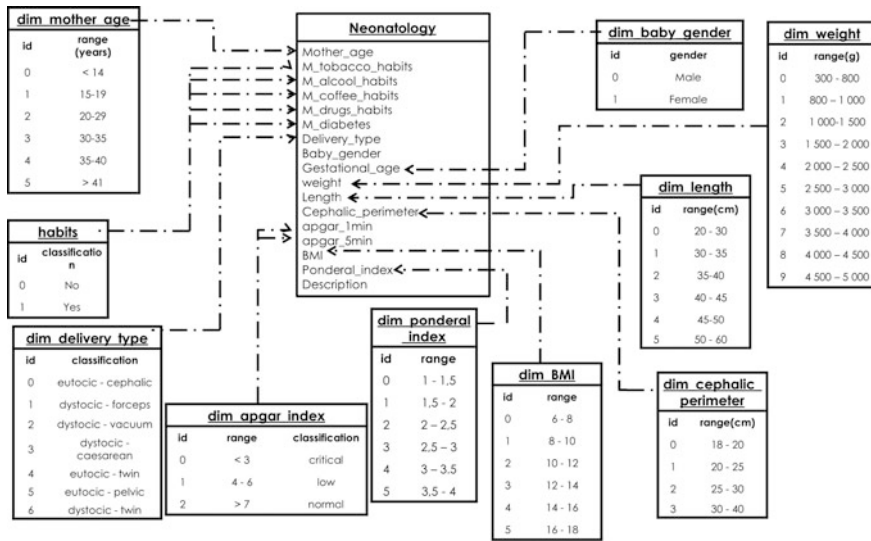 dim_mother_age
id range
(years)
0 < 14
1 15-19
2 20-29
3 30-35
4 35-40
5 > 41
Neonatology
Mother_age
M_tobacco_habits
M_alcool_habits
M_coffee_habits
M_drugs_habits
M_diabetes
Delivery_type
Baby_gender
Gestational_age
weight
Length
Cephalic_perimeter
apgar_1min
apgar_5min
BMI
Ponderal_index
Description
dim_baby_gender
id gender
0 Male
1 Female
dim_weight
id range(g)
0 300 - 800
1 800 – 1 000
2 1 000-1 500
3 1 500 – 2 000
4 2 000 – 2 500
5 2 500 – 3 000
6 3 000 - 3 500
7 3 500 - 4 000
8 4 000 – 4 500
9 4 500 – 5 000
dim_length
id range(cm)
0 20 - 30
1 30 - 35
2 35-40
3 40 - 45
4 45-50
5 50 - 60
habits
id classificatio
n
0 No
1 Yes
dim_delivery_type
id classification
0 eutocic - cephalic
1 dystocic - forceps
2 dystocic - vacuum
3 dystocic -
caesarean
4 eutocic - twin
5 eutocic - pelvic
6 dystocic - twin
dim_apgar_index
id range classification
0 < 3 critical
1 4 - 6 low
2 > 7 normal
dim_ponderal
_index
id range
0 1 - 1,5
1 1,5 - 2
2 2 – 2,5
3 2,5 – 3
4 3 – 3,5
5 3,5 - 4
dim_BMI
id range
0 6 - 8
1 8 - 10
2 10 - 12
3 12 - 14
4 14 - 16
5 16 - 18
dim_cephalic_
perimeter
id range(cm)
0 18 - 20
1 20 - 25
2 25 - 30
3 30 - 40